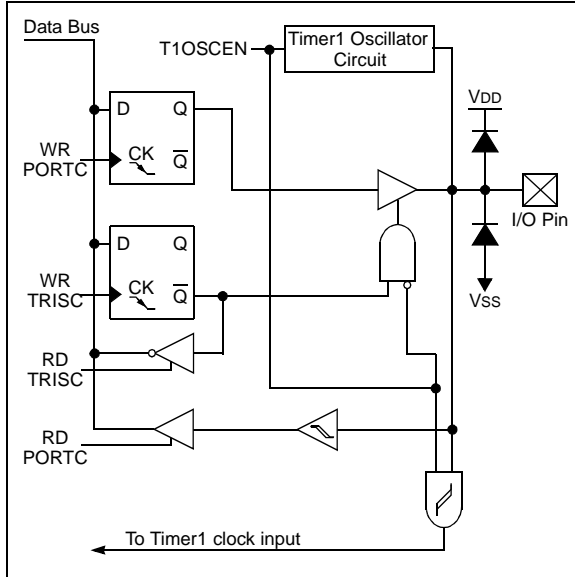 Data Bus
T1OSCEN
Timer1 Oscillator
Circuit
VDD
D
Q
WR
PORTC
CK
Q
I/O Pin
D
Q
WR
TRISC
CK
Q
VSS
RD
TRISC
RD
PORTC
To Timer1 clock input